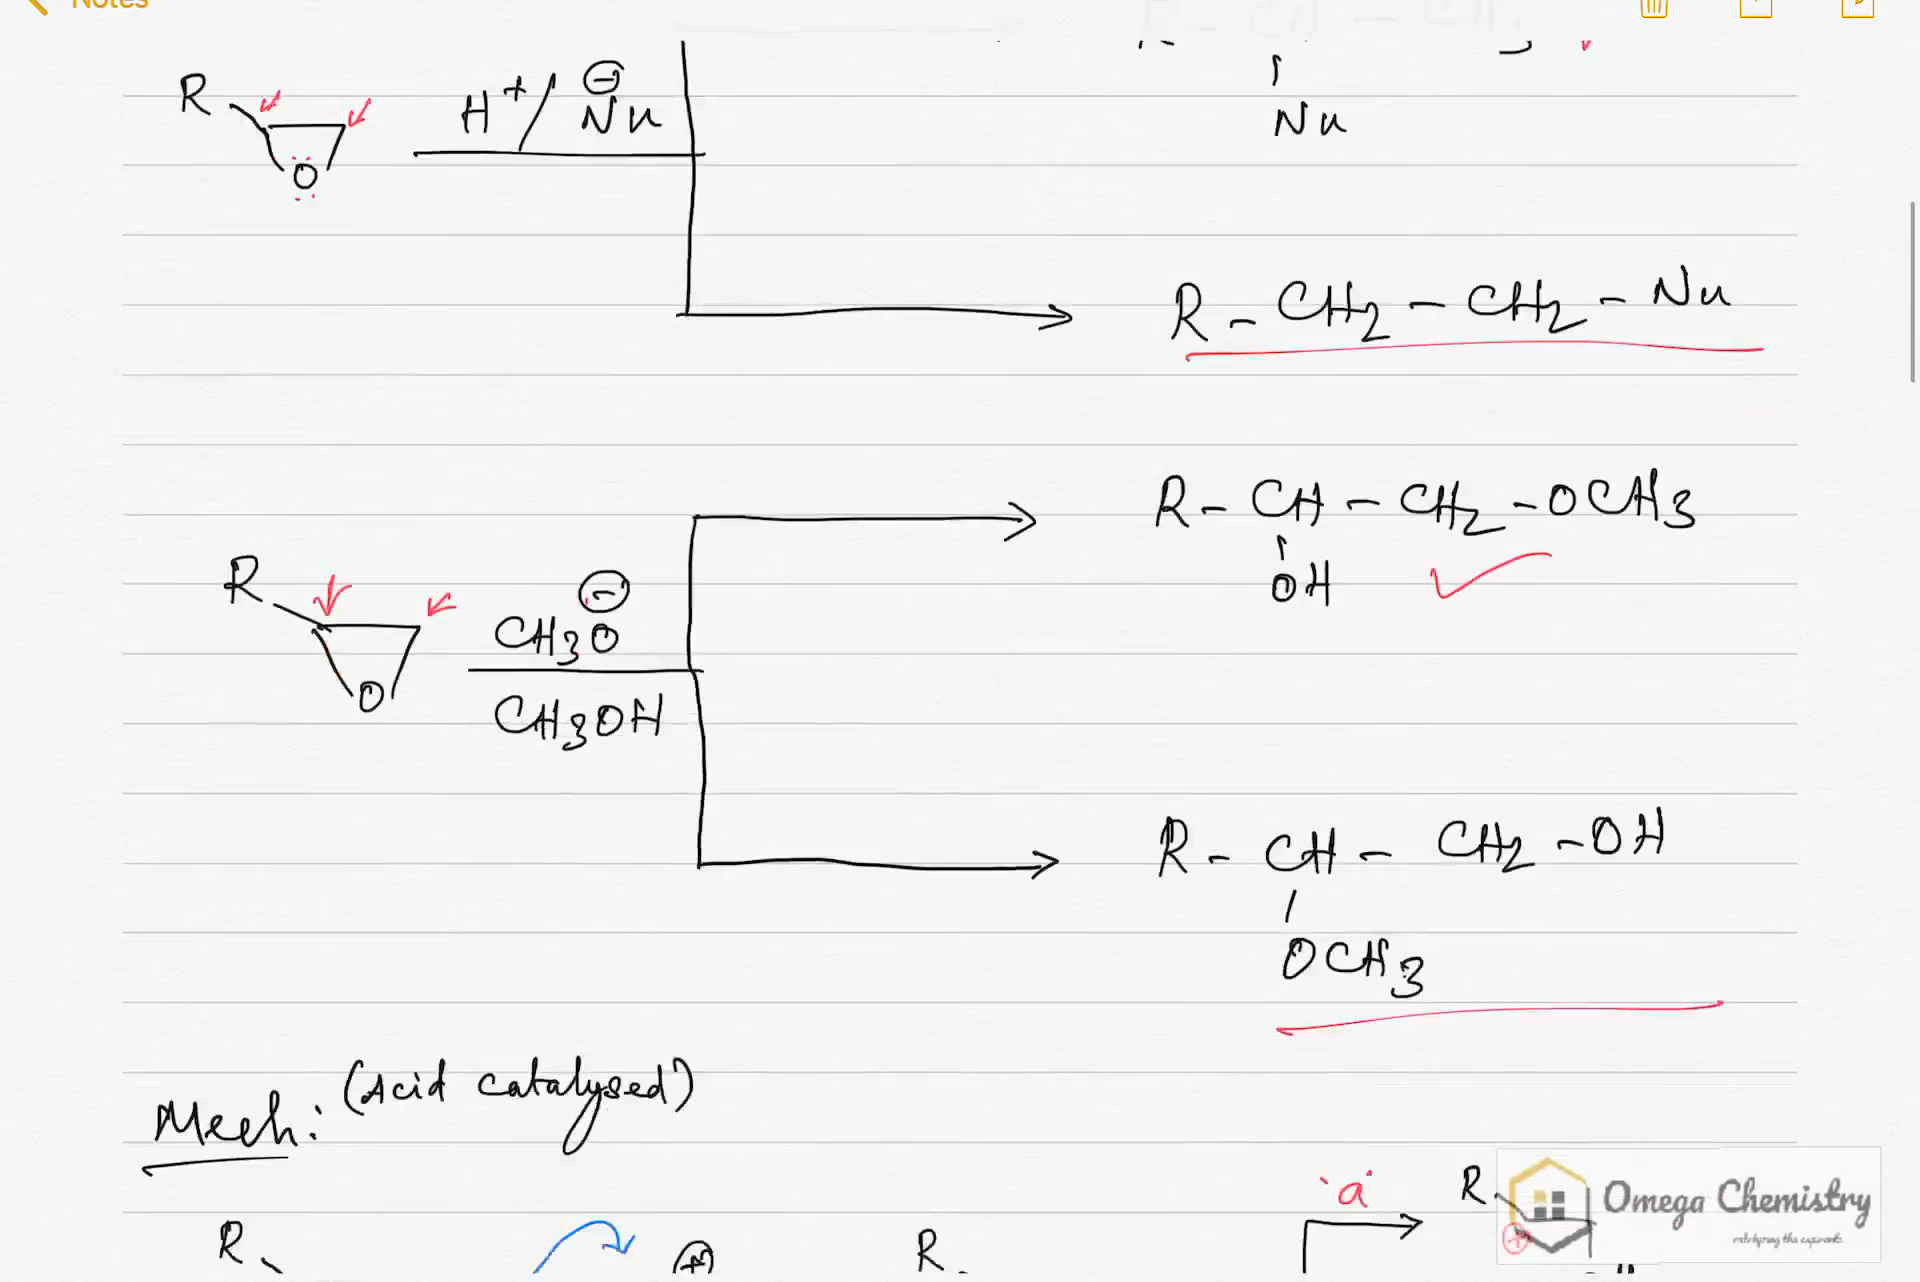 Notes
Nu
R
H⁺/ Nu⊖
O
R - CH2 - CH2 - Nu
R - CH - CH2 - OCH3
OH
R
CH3O⊖
O
CH3OH
R - CH - CH2 - OH
OCH3
Mech: (Acid catalysed)
'a'
R
Omega Chemistry
R
⊕
R